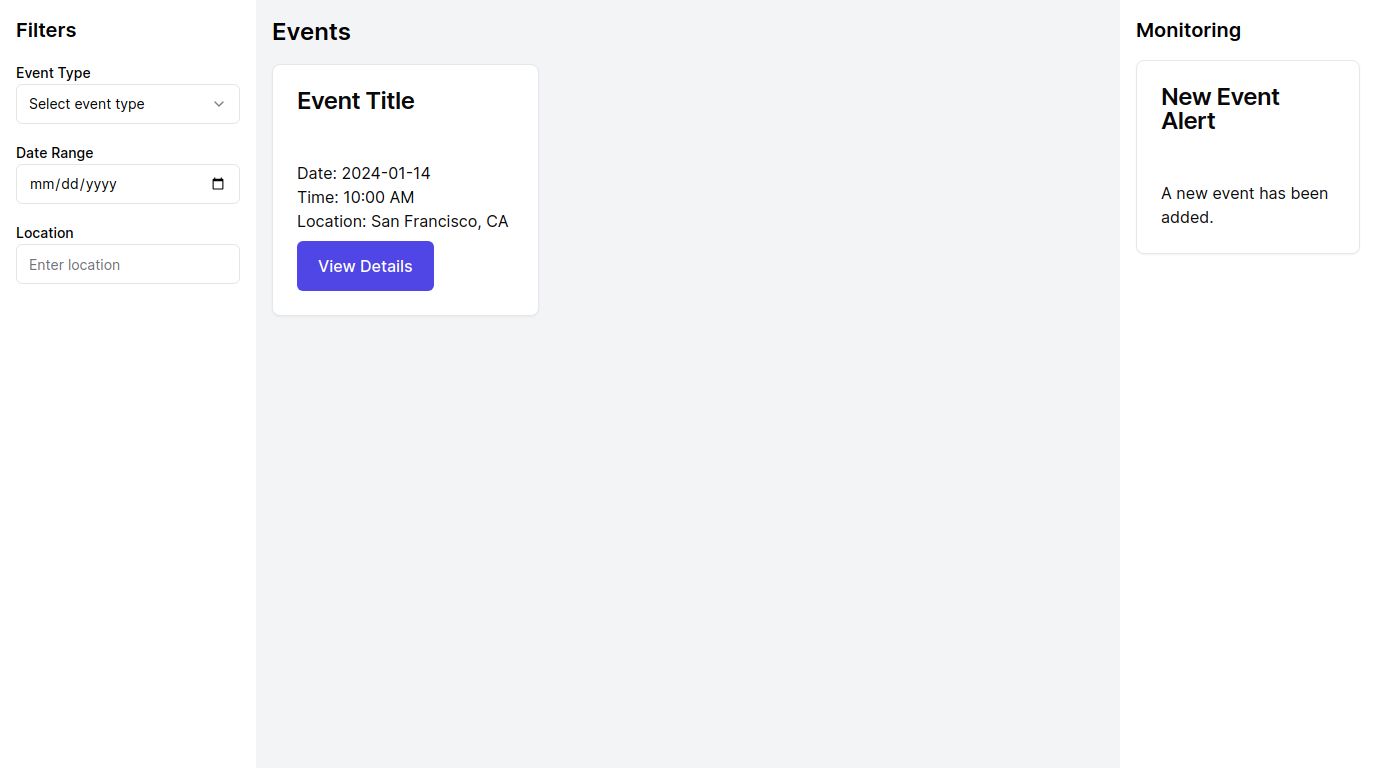 Filters
Event Type
Select event type
Date Range
mm/dd/yyyy
Location
Enter location
Events
Event Title
Date: 2024-01-14
Time: 10:00 AM
Location: San Francisco, CA
View Details
Monitoring
New Event
Alert
A new event has been
added.